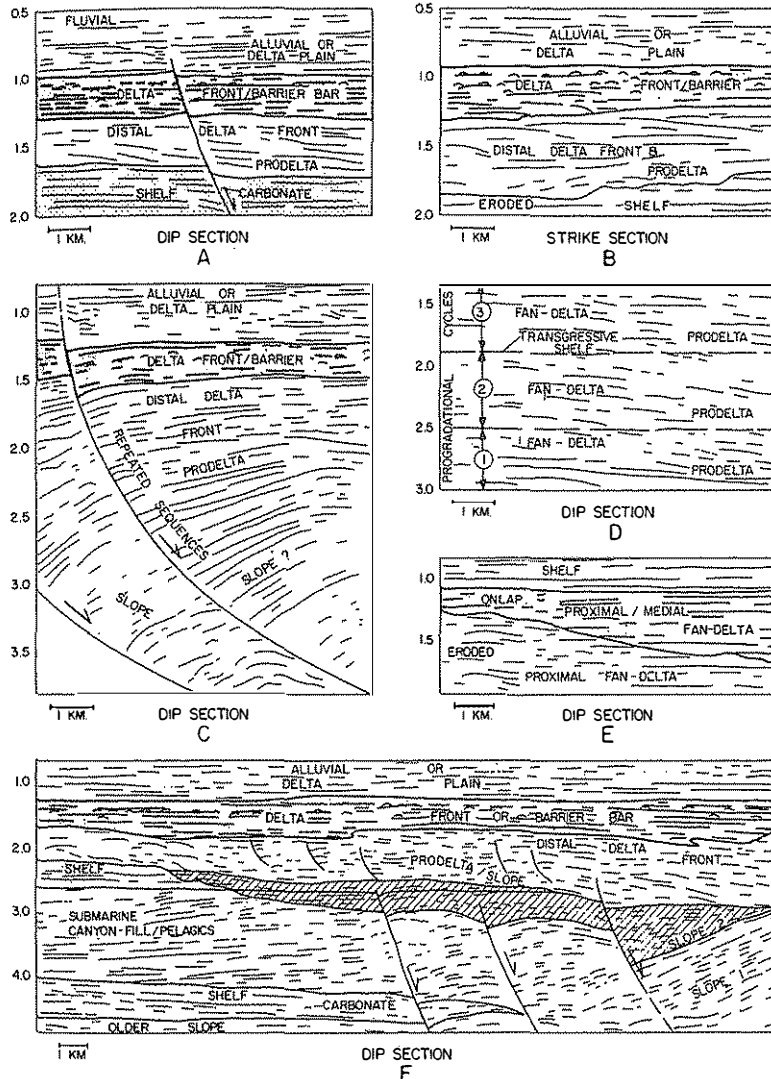 0.5
FLUVIAL
ALLUVIAL OR
DELTA PLAIN
1.0
DELTA FRONT/BARRIER BAR
DISTAL DELTA FRONT
1.5
PRODELTA
SHELF CARBONATE
2.0
1 KM.
DIP SECTION
A
0.5
ALLUVIAL OR
DELTA PLAIN
1.0
DELTA FRONT/BARRIER
1.5
DISTAL DELTA FRONT &
PRODELTA
2.0
ERODED SHELF
1 KM
STRIKE SECTION
B
1.0
ALLUVIAL OR
DELTA PLAIN
DELTA FRONT/BARRIER
1.5
DISTAL DELTA
2.0
FRONT
PRODELTA
REPEATED SEQUENCES
2.5
SLOPE ?
3.0
SLOPE
3.5
1 KM.
DIP SECTION
C
PROGRADATIONAL CYCLES
1.5
3
FAN-DELTA
TRANSGRESSIVE
SHELF
PRODELTA
2.0
2
FAN-DELTA
PRODELTA
2.5
FAN-DELTA
1
PRODELTA
3.0
1 KM.
DIP SECTION
D
1.0
SHELF
ONLAP
PROXIMAL / MEDIAL
FAN-DELTA
1.5
ERODED
PROXIMAL FAN-DELTA
1 KM.
DIP SECTION
E
1.0
ALLUVIAL OR
DELTA PLAIN
DELTA FRONT OR BARRIER BAR
2.0
DISTAL DELTA
PRODELTA FRONT
SHELF
SLOPE
3.0
SUBMARINE
CANYON-FILL/PELAGICS
SLOPE ?
SLOPE
4.0
SHELF
CARBONATE
OLDER SLOPE
1 KM
DIP SECTION
F